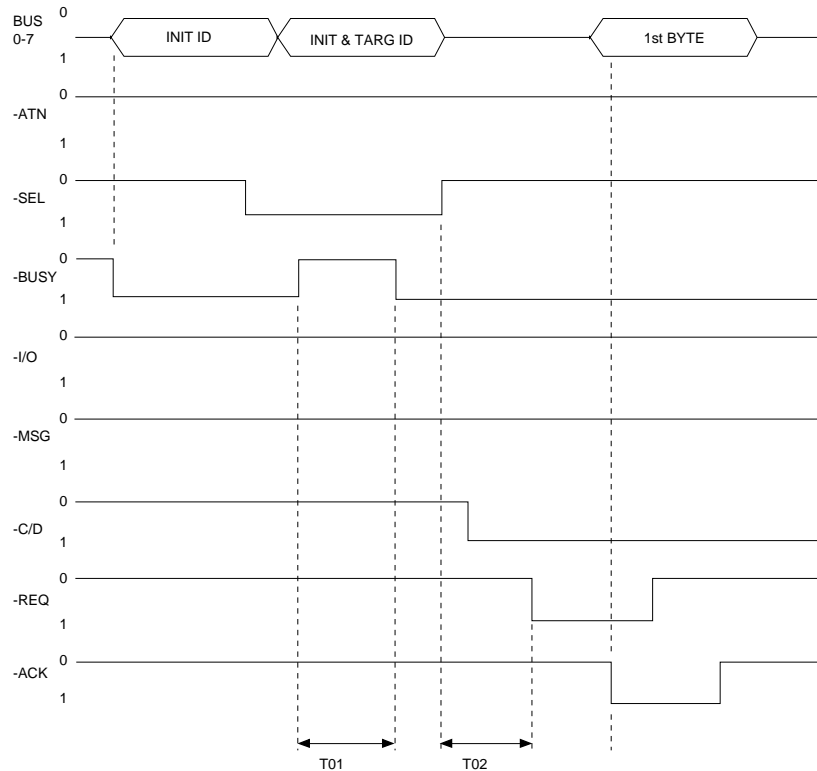 BUS
0-7
0
1
INIT ID
INIT & TARG ID
1st BYTE
-ATN
0
1
-SEL
0
1
-BUSY
0
1
-I/O
0
1
-MSG
0
1
-C/D
0
1
-REQ
0
1
-ACK
0
1
T01
T02